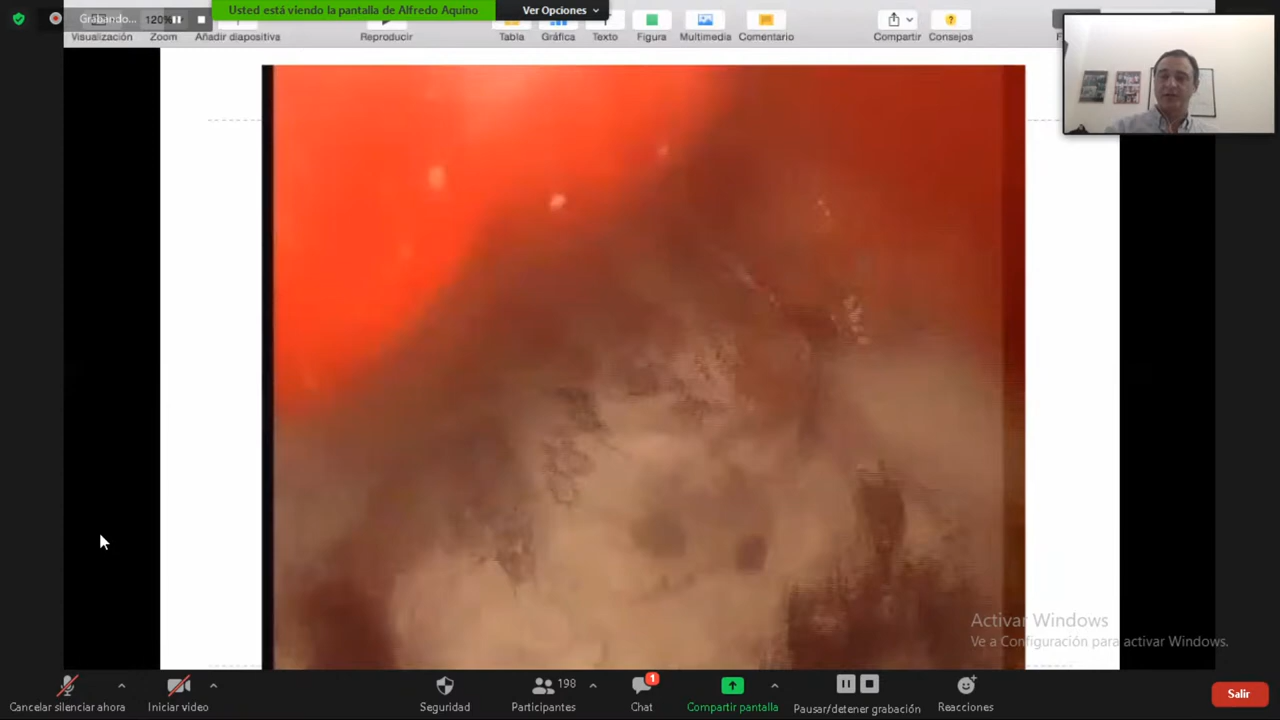 Grabando...
Usted está viendo la pantalla de Alfredo Aquino
Ver Opciones
120%
Visualización
Zoom
Añadir diapositiva
Reproducir
Tabla
Gráfica
Texto
Figura
Multimedia
Comentario
Compartir
Consejos
Activar Windows
Ve a Configuración para activar Windows.
1
198
Cancelar silenciar ahora
Iniciar video
Seguridad
Participantes
Chat
Compartir pantalla
Pausar/detener grabación
Reacciones
Salir